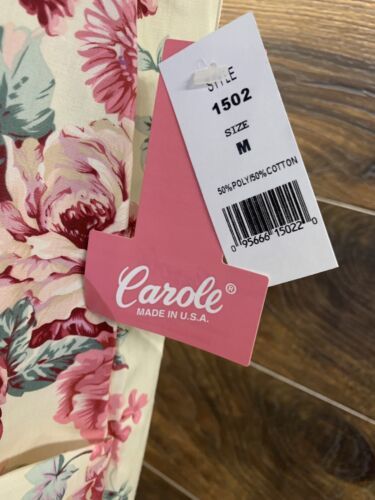 STYLE
1502
SIZE
M
50%POLY/50%COTTON
0 95666 15022 0
Carole®
MADE IN U.S.A.